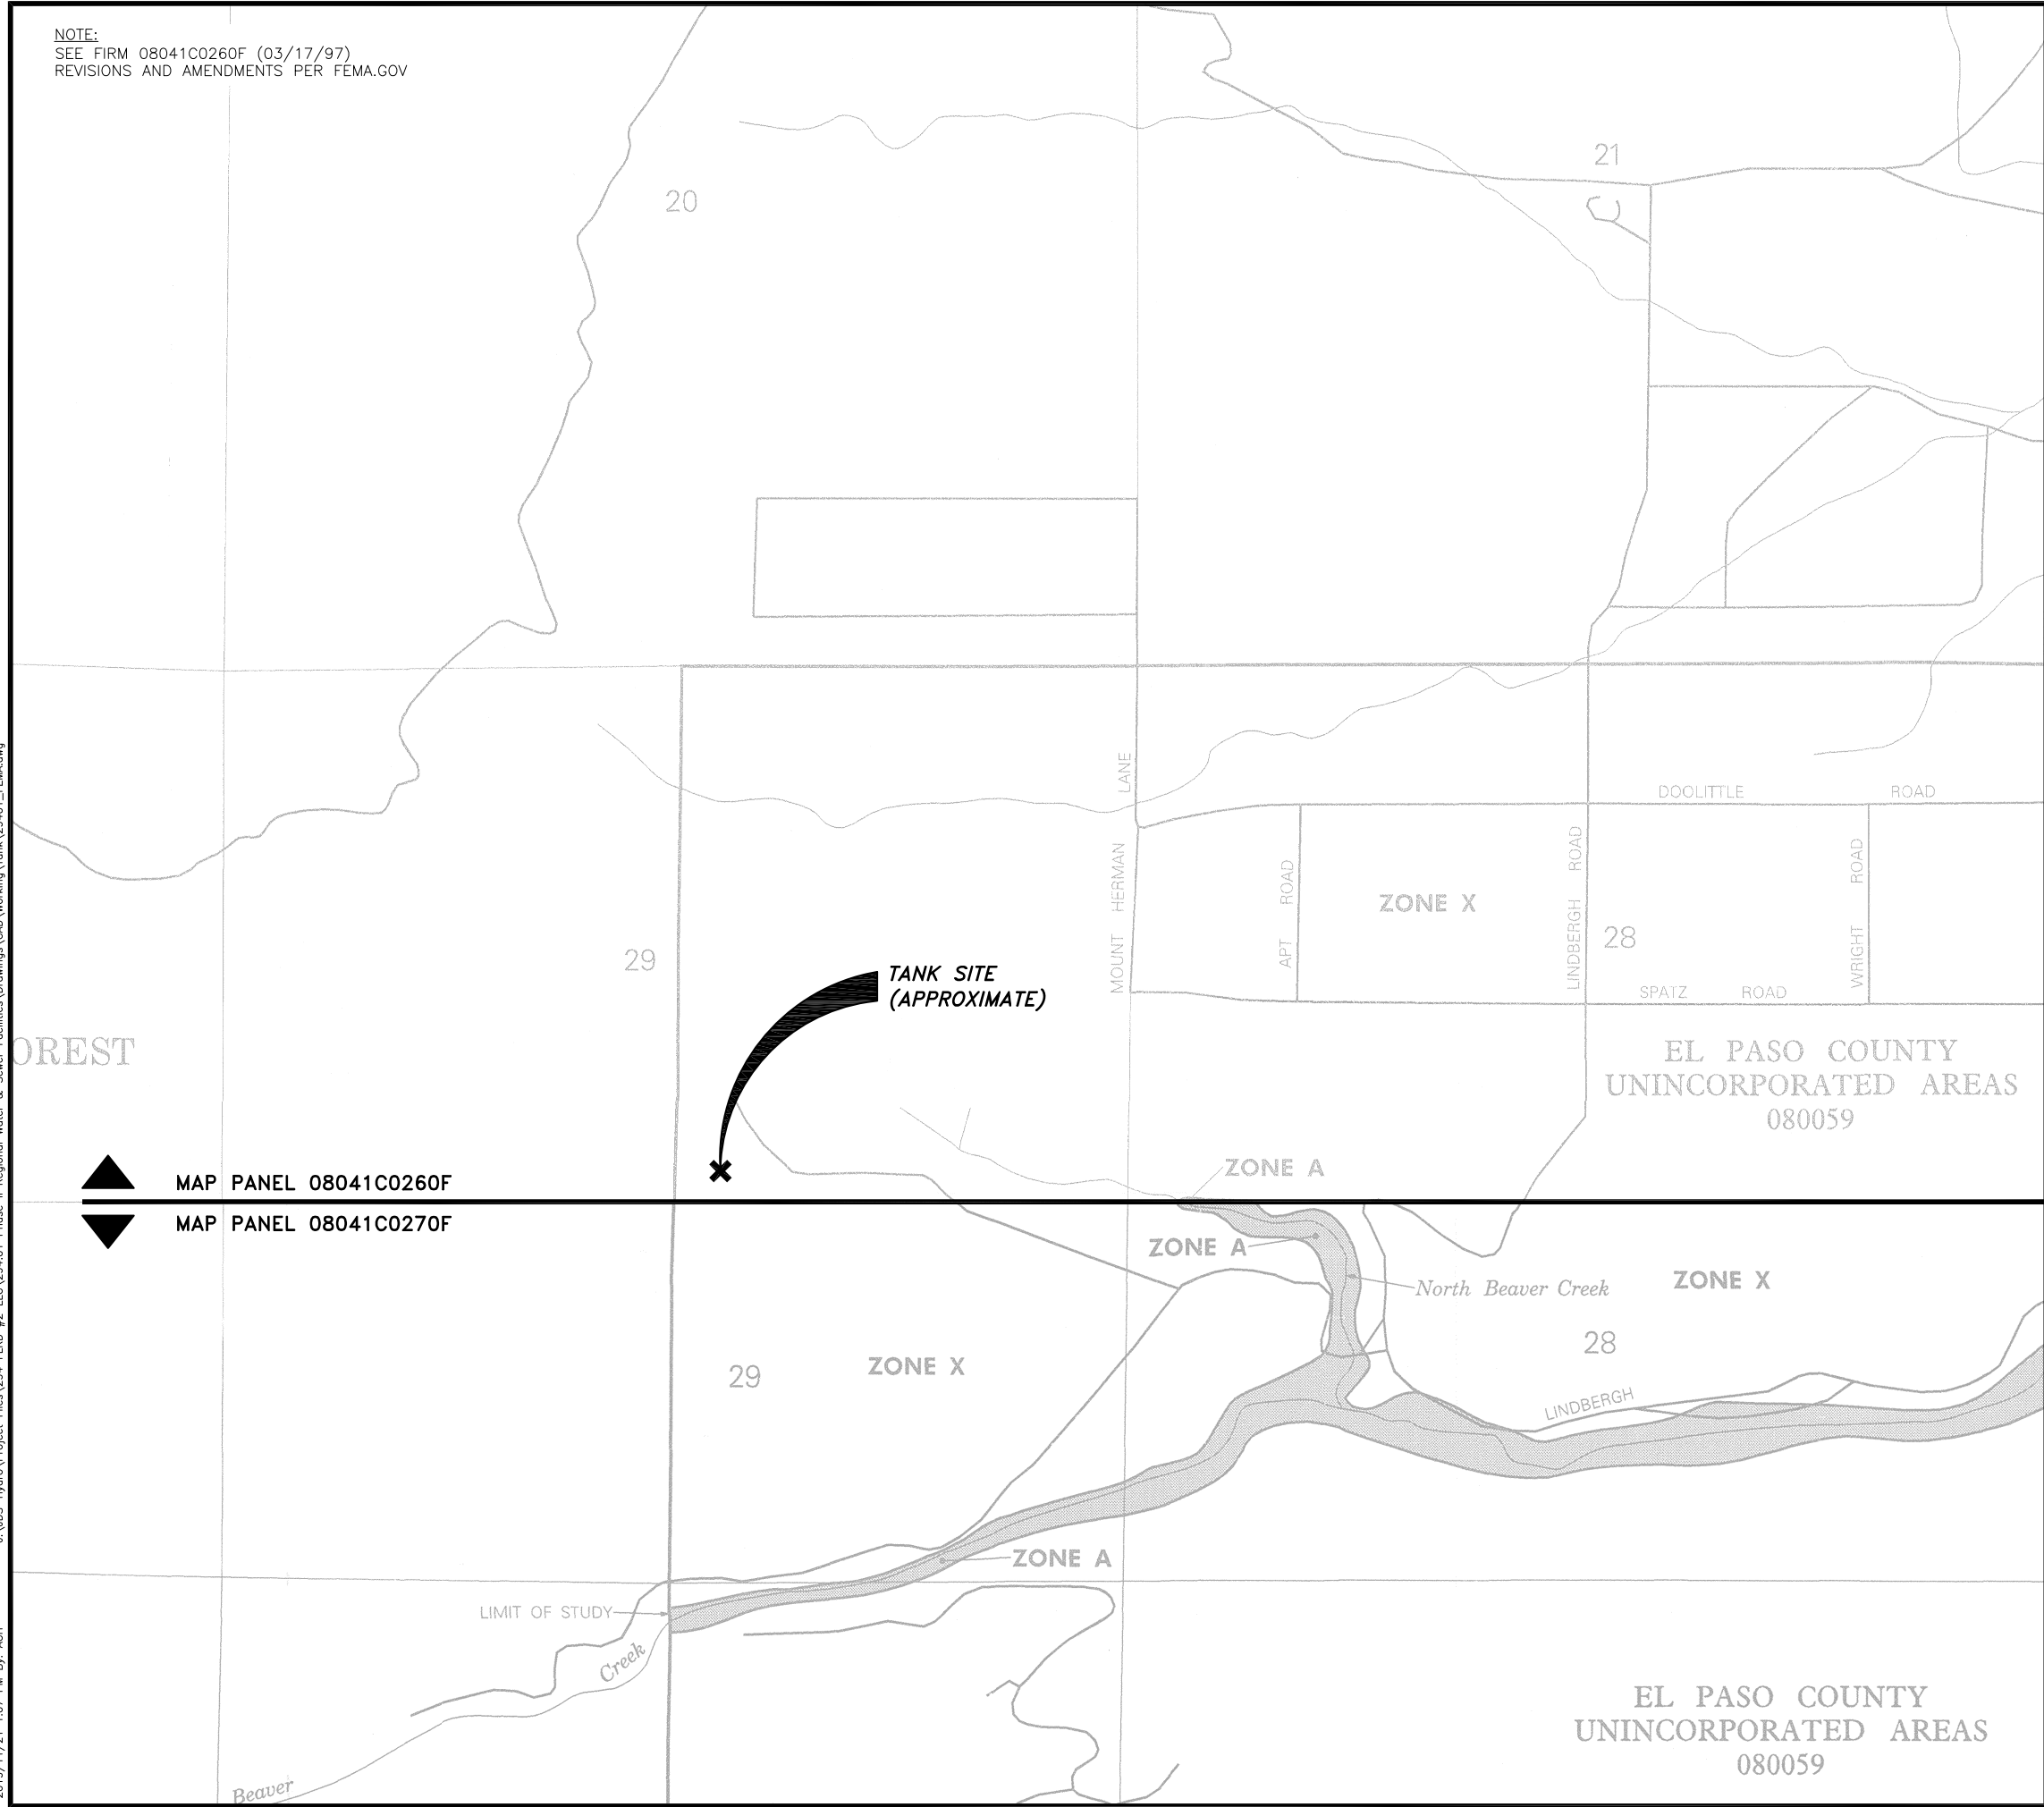 NOTE:
SEE FIRM 08041C0260F (03/17/97)
REVISIONS AND AMENDMENTS PER FEMA.GOV
20
21
LANE
MOUNT HERMAN
DOOLITTLE ROAD
APT ROAD
ZONE X
LINDBERGH ROAD
28
WRIGHT ROAD
SPATZ ROAD
29
TANK SITE
(APPROXIMATE)
OREST
EL PASO COUNTY
UNINCORPORATED AREAS
080059
ZONE A
MAP PANEL 08041C0260F
MAP PANEL 08041C0270F
ZONE A
North Beaver Creek
ZONE X
28
29
ZONE X
LINDBERGH
ZONE A
LIMIT OF STUDY
Creek
Beaver
EL PASO COUNTY
UNINCORPORATED AREAS
080059